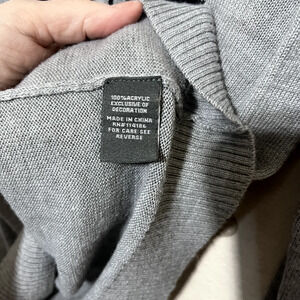 100% ACRYLIC
EXCLUSIVE OF
DECORATION
MADE IN CHINA
RN# 114186
FOR CARE SEE
REVERSE